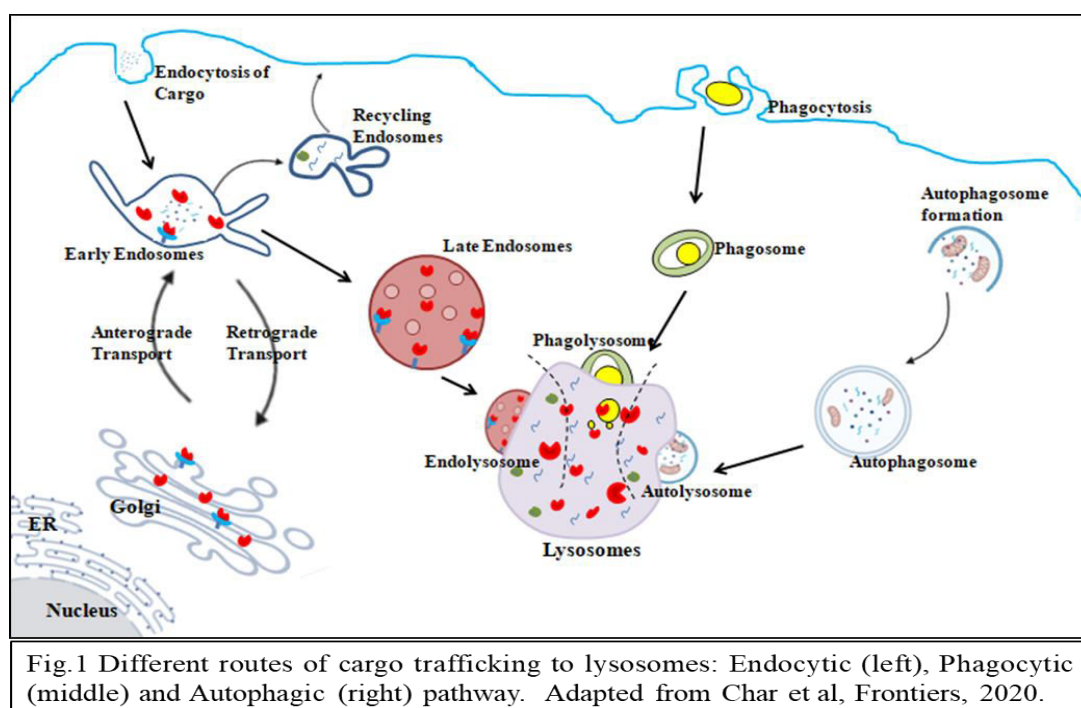 Endocytosis of
Cargo
Recycling
Endosomes
Phagocytosis
Autophagosome
formation
Early Endosomes
Late Endosomes
Phagosome
Anterograde
Transport
Retrograde
Transport
Phagolysosome
Endolysosome
Autophagosome
Autolysosome
Golgi
ER
Lysosomes
Nucleus
Fig.1 Different routes of cargo trafficking to lysosomes: Endocytic (left), Phagocytic
(middle) and Autophagic (right) pathway. Adapted from Char et al, Frontiers, 2020.